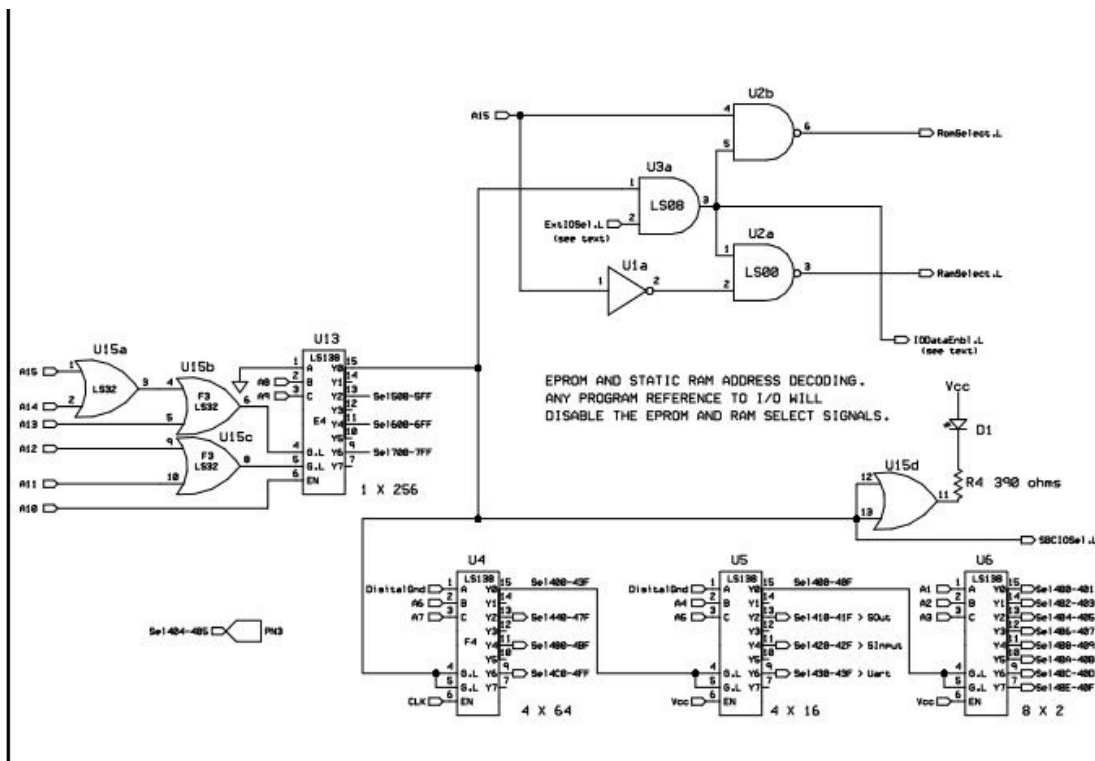 U2b
A15
4
6
RomSelect.L
5
U3a
1
LS08
3
ExtIOSel.L
2
(see text)
U2a
1
LS00
3
RamSelect.L
2
U1a
1
2
IODataEnbl.L
(see text)
EPROM AND STATIC RAM ADDRESS DECODING.
ANY PROGRAM REFERENCE TO I/O WILL
DISABLE THE EPROM AND RAM SELECT SIGNALS.
U13
LS138
1 A Y0 15
A8 2 B Y1 14
A9 3 C Y2 13 Sel500-5FF
Y3 12
E4 Y4 11 Sel600-6FF
Y5 10
4 G.L Y6 9 Sel700-7FF
5 G.L Y7 7
6 EN
1 X 256
U15a
A15 1
LS32 3
A14 2
U15b
4
F3
LS32
6
A13 5
U15c
A12 9
F3
LS32
8
A11 10
A10
Vcc
D1
R4 390 ohms
U15d
12
11
13
SBCIOSel.L
U4
LS138
DigitalGnd 1 A Y0 15 Sel400-43F
A6 2 B Y1 14
A7 3 C Y2 13 Sel440-47F
Y3 12
F4 Y4 11 Sel480-4BF
Y5 10
4 G.L Y6 9 Sel4C0-4FF
5 G.L Y7 7
CLK 6 EN
4 X 64
U5
LS138
DigitalGnd 1 A Y0 15 Sel400-40F
A4 2 B Y1 14
3 C Y2 13 Sel410-41F > SOut
Y3 12
Y4 11 Sel420-42F > SInput
Y5 10
4 G.L Y6 9 Sel430-43F > Uart
5 G.L Y7 7
Vcc 6 EN
4 X 16
U6
LS138
A1 1 A Y0 15 Sel400-401
A2 2 B Y1 14 Sel402-403
A3 3 C Y2 13 Sel404-405
Y3 12 Sel406-407
Y4 11 Sel408-409
Y5 10 Sel40A-40B
4 G.L Y6 9 Sel40C-40D
5 G.L Y7 7 Sel40E-40F
Vcc 6 EN
8 X 2
Sel404-405
PN3